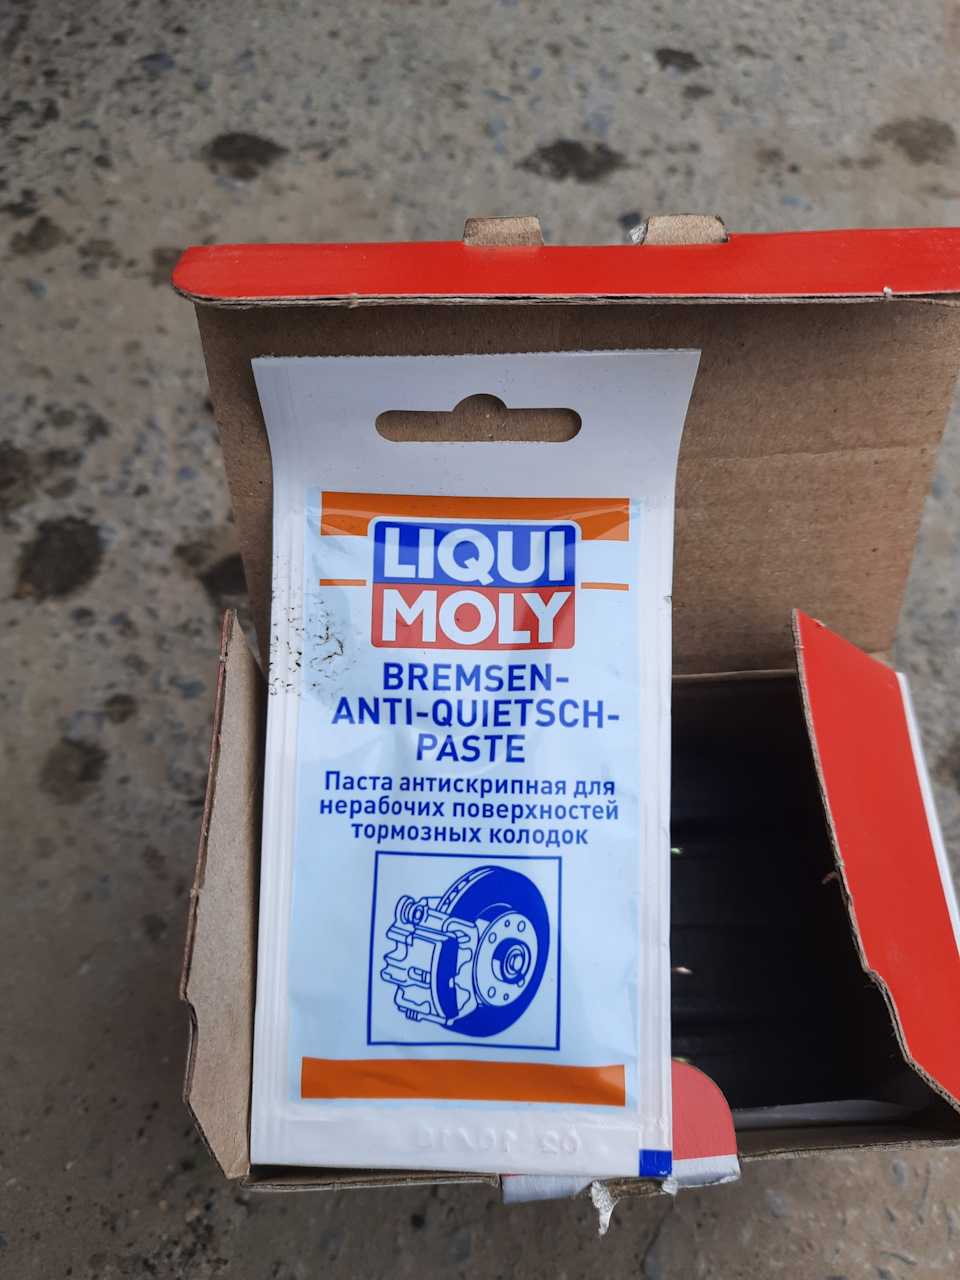 LIQUI
MOLY
BREMSEN-
ANTI-QUIETSCH-
PASTE
Паста антискрипная для
нерабочих поверхностей
тормозных колодок